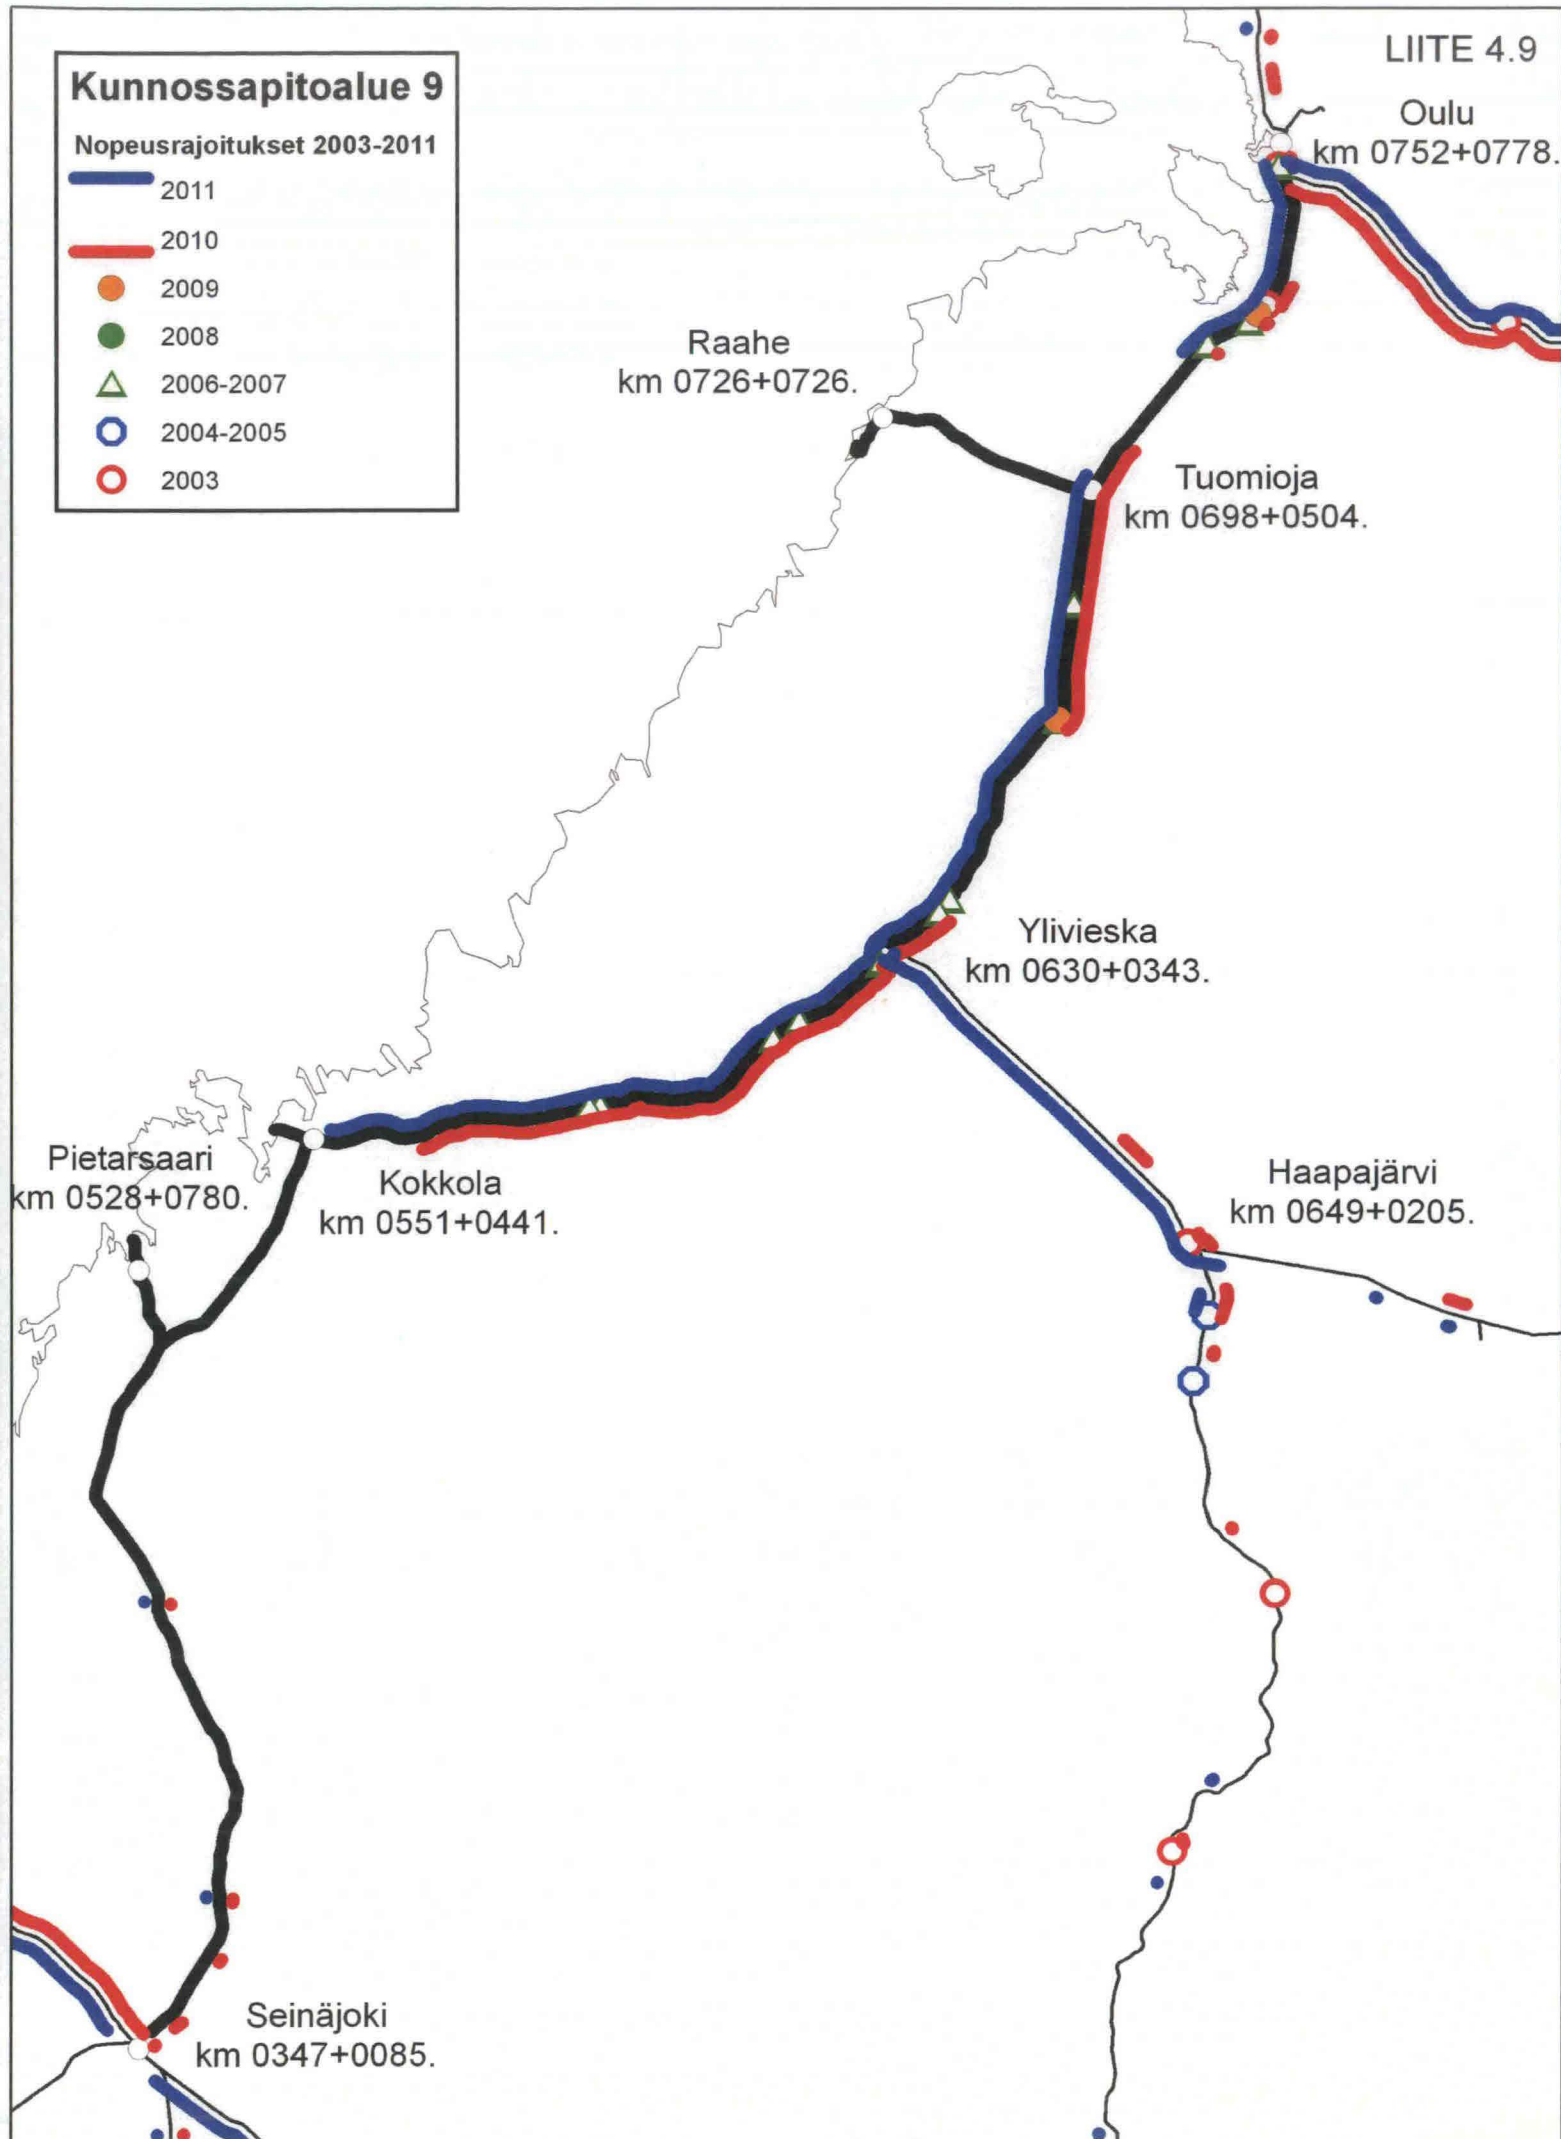 LIITE 4.9
Kunnossapitoalue 9
Nopeusrajoitukset 2003-2011
2011
2010
2009
2008
2006-2007
2004-2005
2003
Oulu
km 0752+0778.
Raahe
km 0726+0726.
Tuomioja
km 0698+0504.
Ylivieska
km 0630+0343.
Pietarsaari
km 0528+0780.
Kokkola
km 0551+0441.
Haapajärvi
km 0649+0205.
Seinäjoki
km 0347+0085.